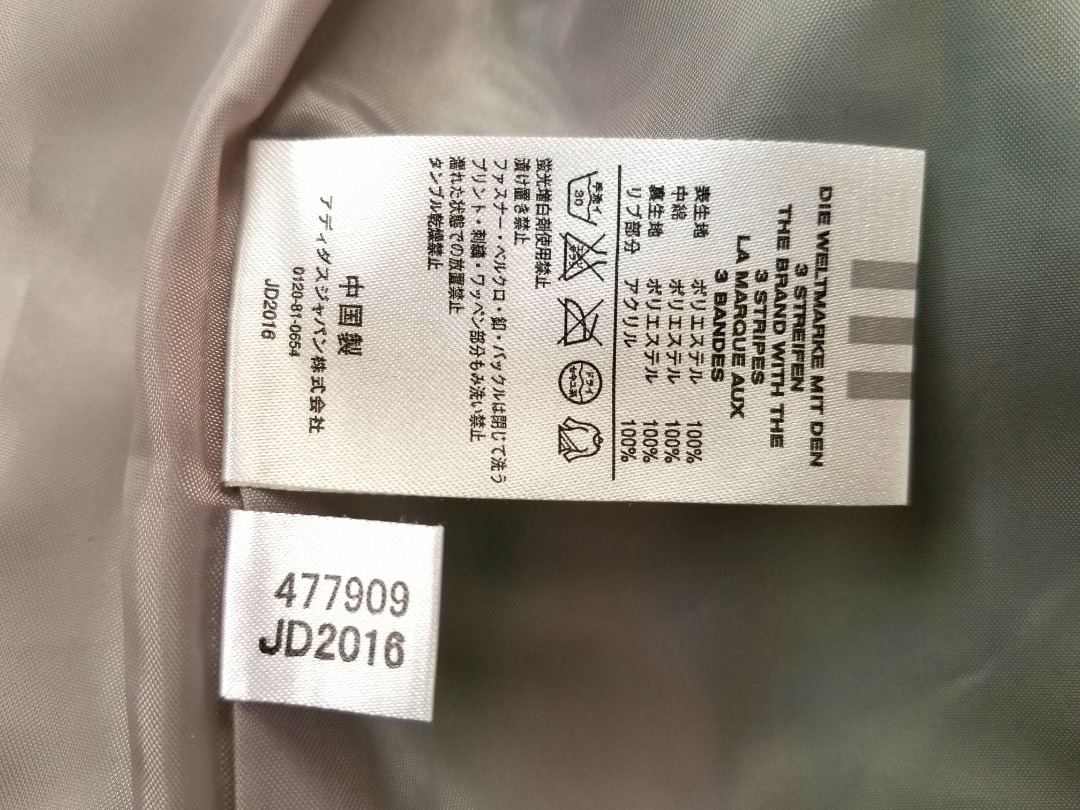 DIE WELTMARKE MIT DEN
3 STREIFEN
THE BRAND WITH THE
3 STRIPES
LA MARQUE AUX
3 BANDES
表生地 ポリエステル 100%
中綿 ポリエステル 100%
裏生地 ポリエステル 100%
リブ部分 アクリル 100%
手洗イ
30
ドライ
蛍光増白剤使用禁止
漬け置き禁止
ファスナー・ベルクロ・釦・バックルは閉じて洗う
プリント・刺繍・ワッペン部分もみ洗い禁止
濡れた状態での放置禁止
タンブル乾燥禁止
中国製
アディダスジャパン株式会社
0120-81-0654
JD2016
477909
JD2016